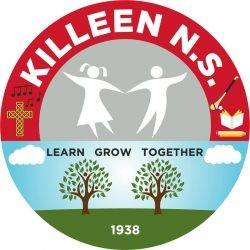 KILLEEN N.S.
LEARN GROW TOGETHER
1938